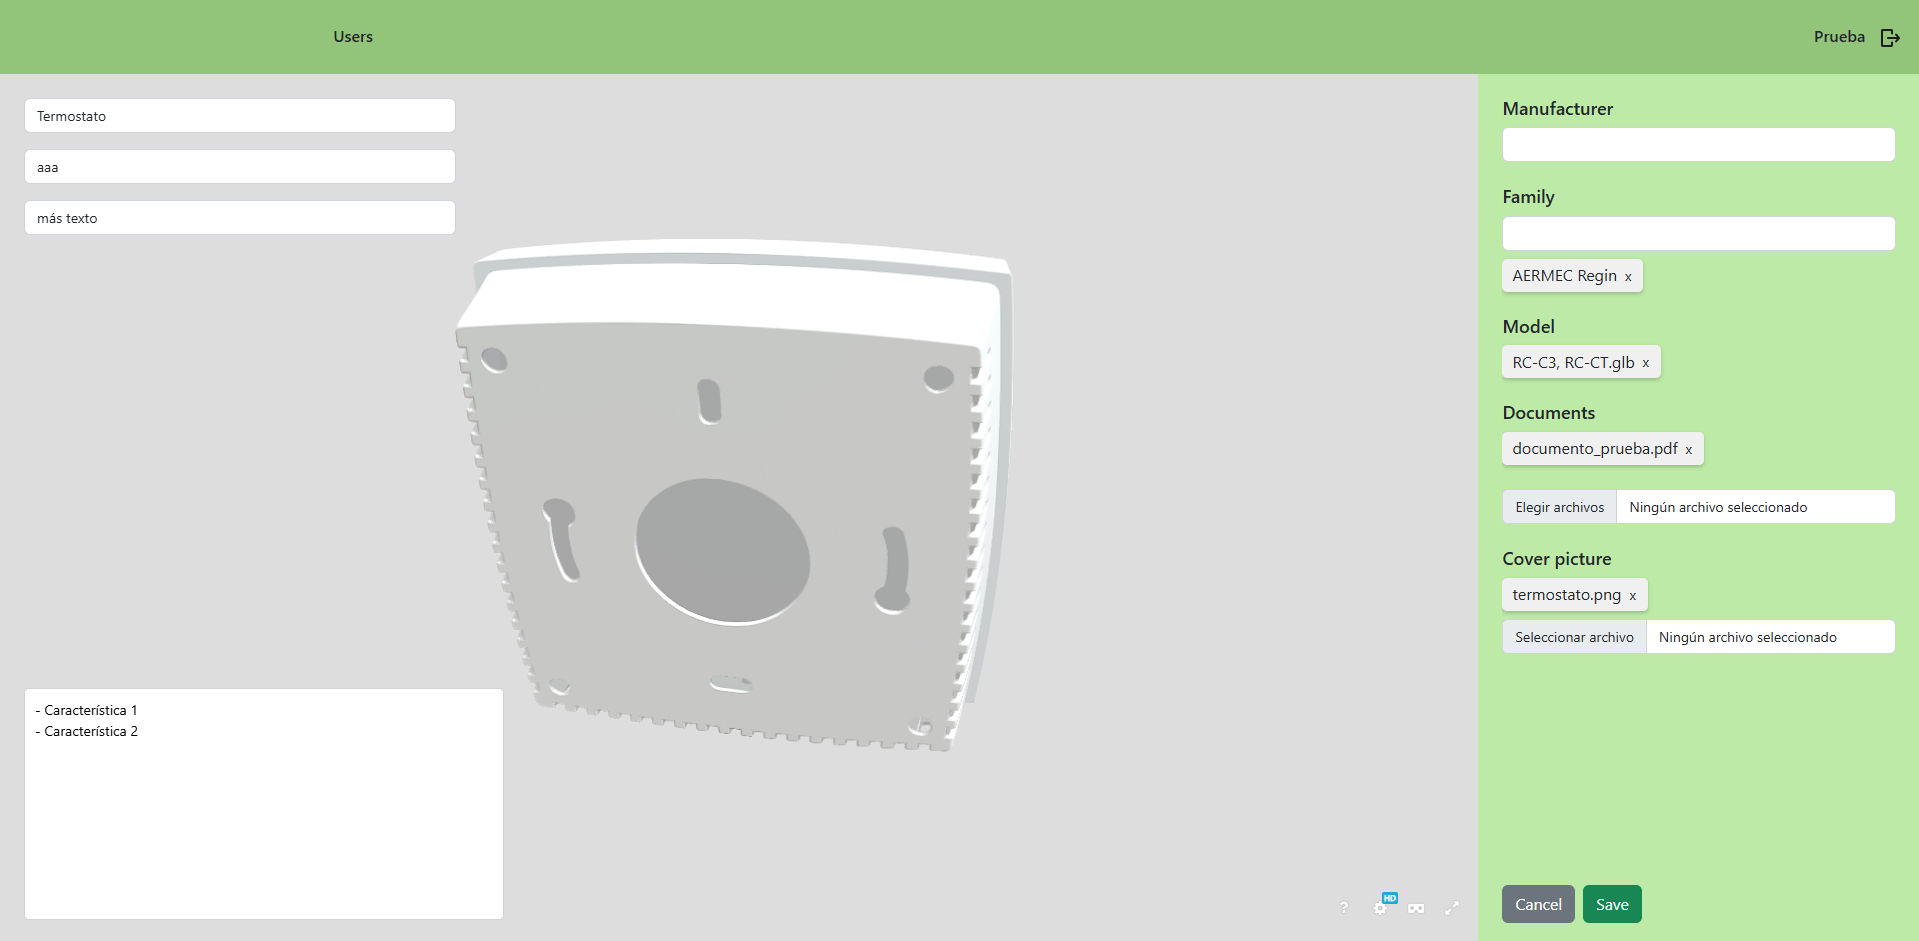 Users
Prueba
Termostato
aaa
más texto
- Característica 1
- Característica 2
?
HD
Manufacturer
Family
AERMEC Regin x
Model
RC-C3, RC-CT.glb x
Documents
documento_prueba.pdf x
Elegir archivos Ningún archivo seleccionado
Cover picture
termostato.png x
Seleccionar archivo Ningún archivo seleccionado
Cancel Save